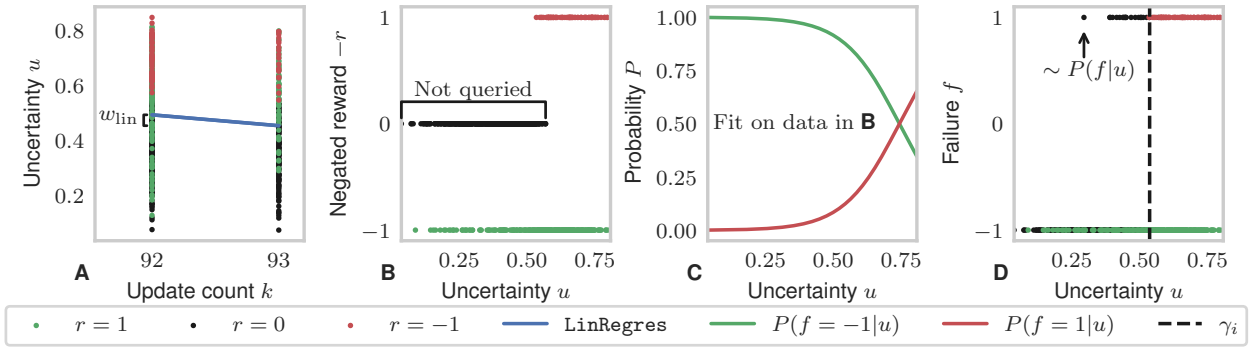 Uncertainty u
0.8
0.6
0.4
0.2
w_lin
92
93
A
Update count k
Negated reward −r
1
0
−1
Not queried
0.25
0.50
0.75
B
Uncertainty u
Probability P
1.00
0.75
0.50
0.25
0.00
Fit on data in B
0.25
0.50
0.75
C
Uncertainty u
Failure f
1
0
−1
∼ P(f|u)
0.25
0.50
0.75
D
Uncertainty u
r = 1 r = 0 r = −1 LinRegres P(f = −1|u) P(f = 1|u) γ_i